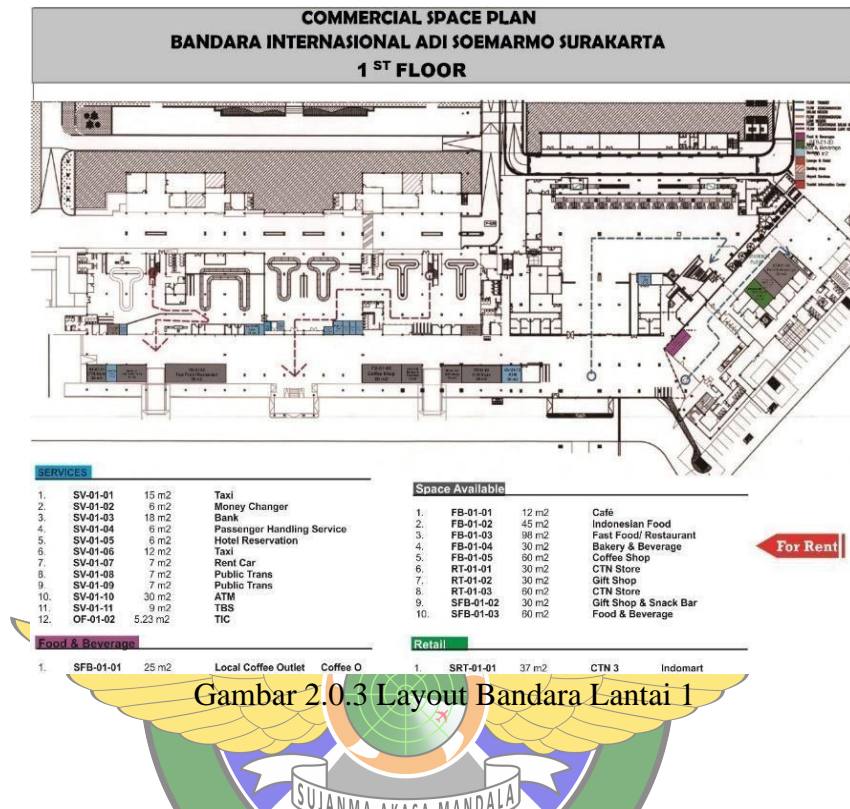 COMMERCIAL SPACE PLAN
BANDARA INTERNASIONAL ADI SOEMARMO SURAKARTA
1 ST FLOOR
SERVICES
1. SV-01-01 15 m2 Taxi
2. SV-01-02 6 m2 Money Changer
3. SV-01-03 18 m2 Bank
4. SV-01-04 6 m2 Passenger Handling Service
5. SV-01-05 6 m2 Hotel Reservation
6. SV-01-06 12 m2 Taxi
7. SV-01-07 7 m2 Rent Car
8. SV-01-08 7 m2 Public Trans
9. SV-01-09 7 m2 Public Trans
10. SV-01-10 30 m2 ATM
11. SV-01-11 9 m2 TBS
12. OF-01-02 5.23 m2 TIC
Food & Beverage
1. SFB-01-01 25 m2 Local Coffee Outlet Coffee O
Space Available
1. FB-01-01 12 m2 Café
2. FB-01-02 45 m2 Indonesian Food
3. FB-01-03 98 m2 Fast Food/ Restaurant
4. FB-01-04 30 m2 Bakery & Beverage
5. FB-01-05 60 m2 Coffee Shop
6. RT-01-01 30 m2 CTN Store
7. RT-01-02 30 m2 Gift Shop
8. RT-01-03 60 m2 CTN Store
9. SFB-01-02 30 m2 Gift Shop & Snack Bar
10. SFB-01-03 60 m2 Food & Beverage
For Rent
Retail
1. SRT-01-01 37 m2 CTN 3 Indomart
Gambar 2.0.3 Layout Bandara Lantai 1
SUJANMA AKASA MANDALA